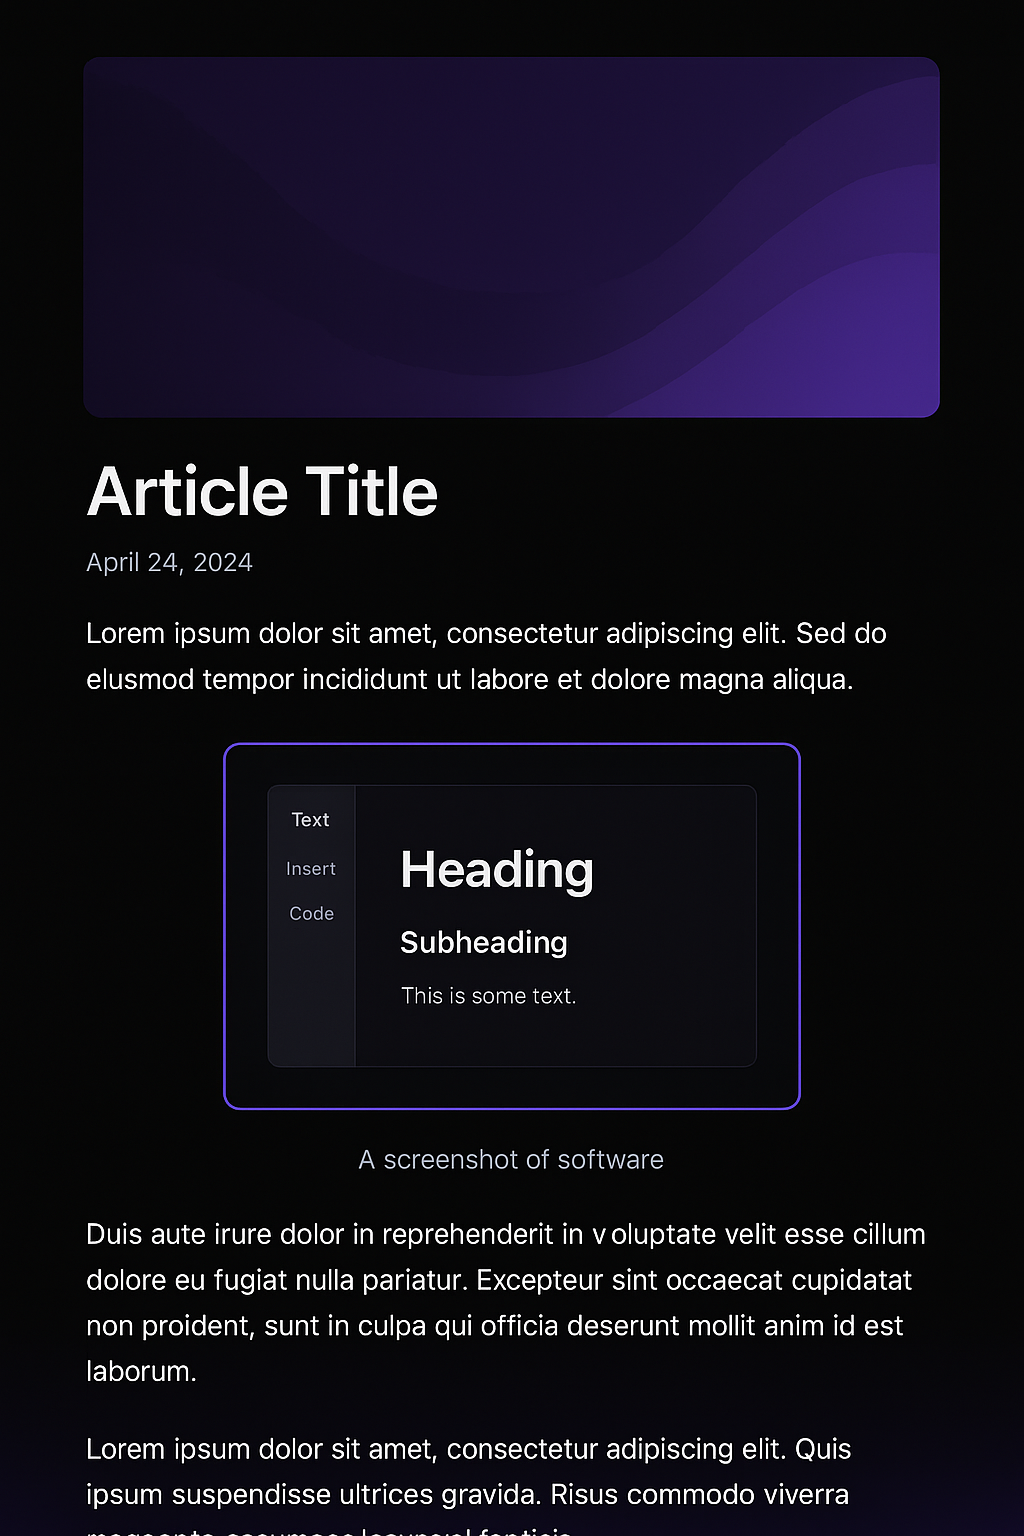 Article Title
April 24, 2024
Lorem ipsum dolor sit amet, consectetur adipiscing elit. Sed do
elusmod tempor incididunt ut labore et dolore magna aliqua.
Text
Insert
Code
Heading
Subheading
This is some text.
A screenshot of software
Duis aute irure dolor in reprehenderit in voluptate velit esse cillum
dolore eu fugiat nulla pariatur. Excepteur sint occaecat cupidatat
non proident, sunt in culpa qui officia deserunt mollit anim id est
laborum.
Lorem ipsum dolor sit amet, consectetur adipiscing elit. Quis
ipsum suspendisse ultrices gravida. Risus commodo viverra